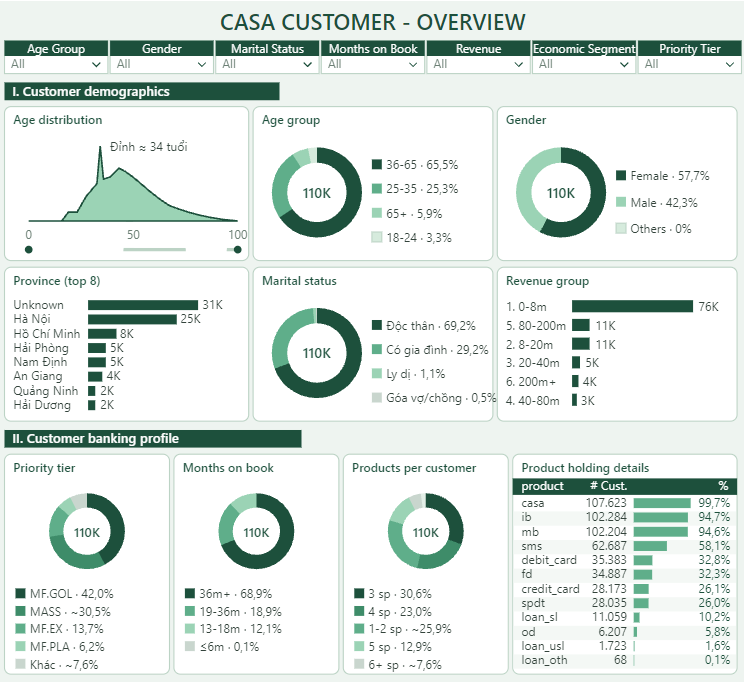 CASA CUSTOMER - OVERVIEW
Age Group Gender Marital Status Months on Book Revenue Economic Segment Priority Tier
All All All All All All All
I. Customer demographics
Age distribution
Đỉnh ≈ 34 tuổi
0 50 100
Age group
110K
36-65 · 65,5%
25-35 · 25,3%
65+ · 5,9%
18-24 · 3,3%
Gender
110K
Female · 57,7%
Male · 42,3%
Others · 0%
Province (top 8)
Unknown 31K
Hà Nội 25K
Hồ Chí Minh 8K
Hải Phòng 5K
Nam Định 5K
An Giang 4K
Quảng Ninh 2K
Hải Dương 2K
Marital status
110K
Độc thân · 69,2%
Có gia đình · 29,2%
Ly dị · 1,1%
Góa vợ/chồng · 0,5%
Revenue group
1. 0-8m 76K
5. 80-200m 11K
2. 8-20m 11K
3. 20-40m 5K
6. 200m+ 4K
4. 40-80m 3K
II. Customer banking profile
Priority tier
110K
MF.GOL · 42,0%
MASS · ~30,5%
MF.EX · 13,7%
MF.PLA · 6,2%
Khác · ~7,6%
Months on book
110K
36m+ · 68,9%
19-36m · 18,9%
13-18m · 12,1%
≤6m · 0,1%
Products per customer
110K
3 sp · 30,6%
4 sp · 23,0%
1-2 sp · ~25,9%
5 sp · 12,9%
6+ sp · ~7,6%
Product holding details
product # Cust. %
casa 107.623 99,7%
ib 102.284 94,7%
mb 102.204 94,6%
sms 62.687 58,1%
debit_card 35.383 32,8%
fd 34.887 32,3%
credit_card 28.173 26,1%
spdt 28.035 26,0%
loan_sl 11.059 10,2%
od 6.207 5,8%
loan_usl 1.723 1,6%
loan_oth 68 0,1%